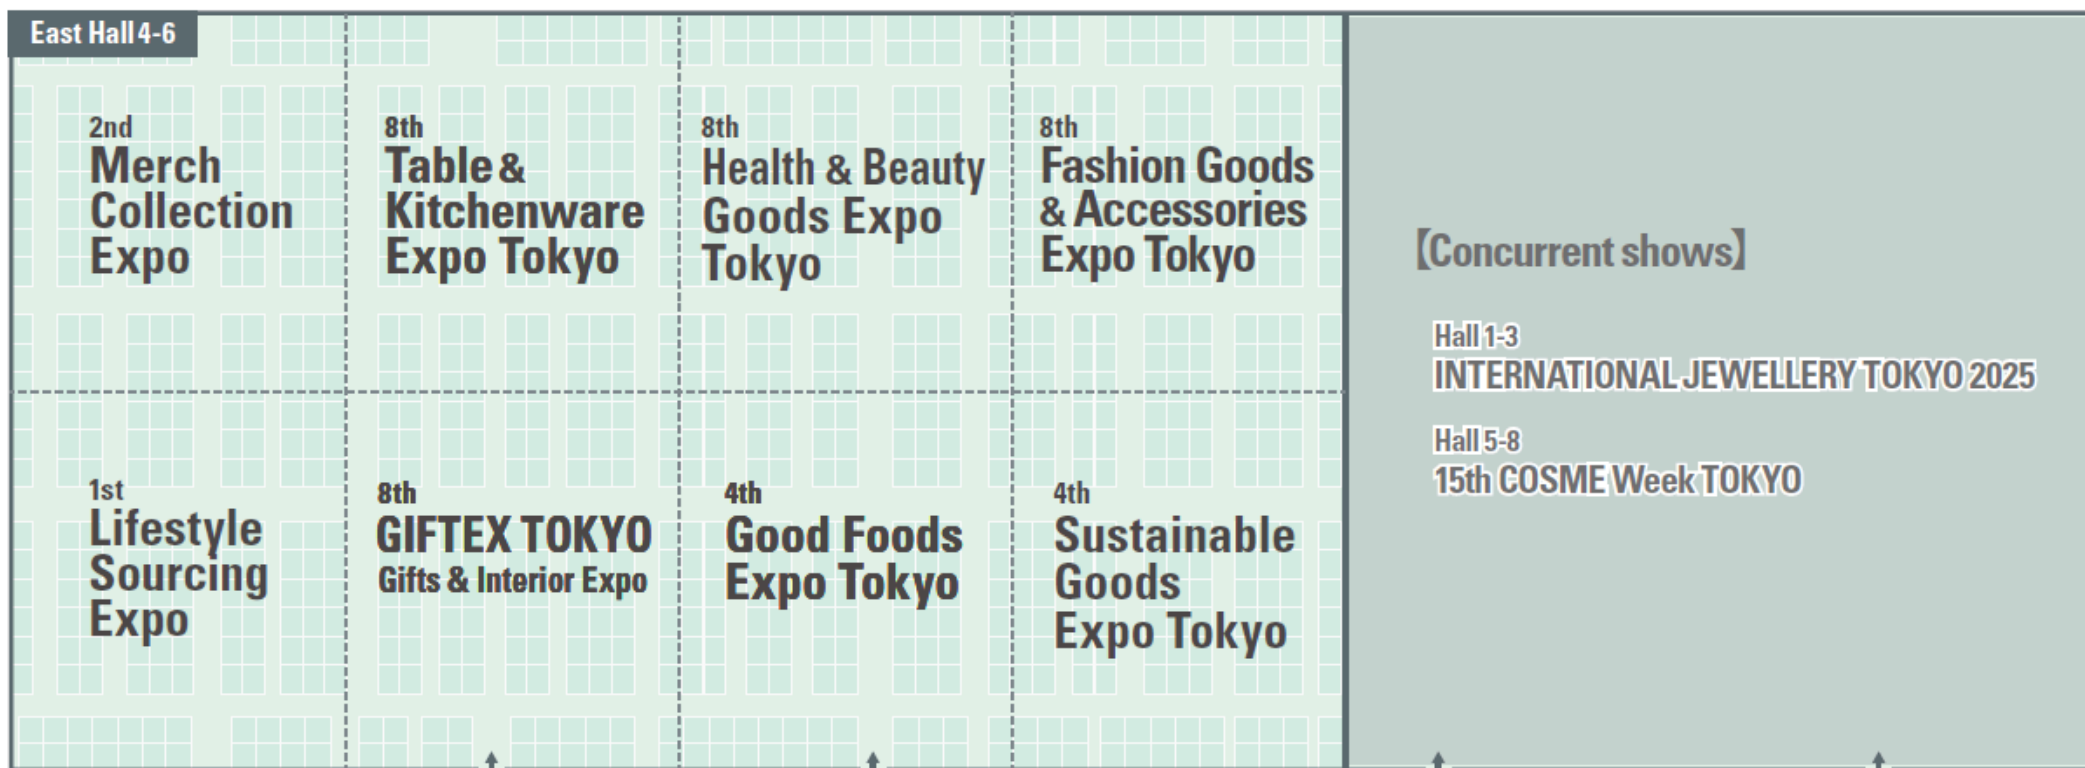 East Hall 4-6
2nd
Merch
Collection
Expo
8th
Table &
Kitchenware
Expo Tokyo
8th
Health & Beauty
Goods Expo
Tokyo
8th
Fashion Goods
& Accessories
Expo Tokyo
1st
Lifestyle
Sourcing
Expo
8th
GIFTEX TOKYO
Gifts & Interior Expo
4th
Good Foods
Expo Tokyo
4th
Sustainable
Goods
Expo Tokyo
【Concurrent shows】
Hall 1-3
INTERNATIONAL JEWELLERY TOKYO 2025
Hall 5-8
15th COSME Week TOKYO